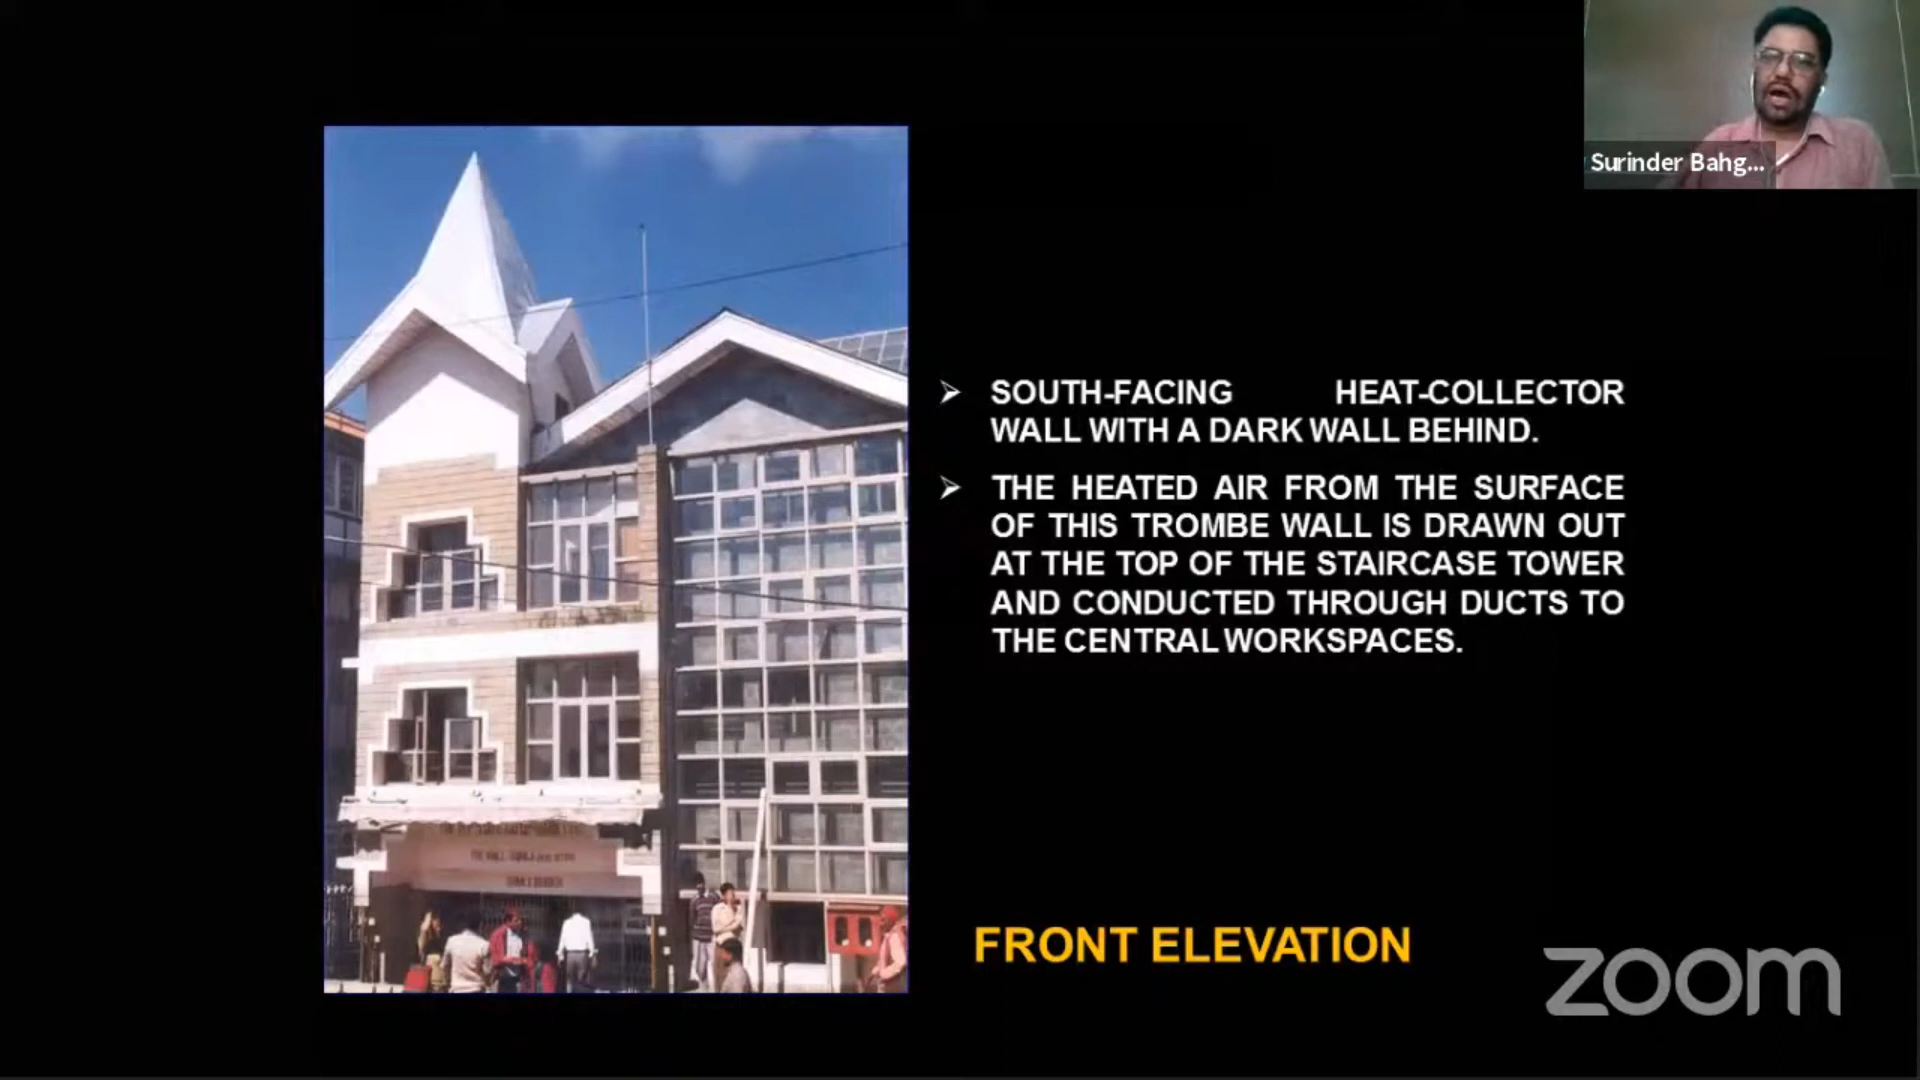 Surinder Bahg...
➢ SOUTH-FACING HEAT-COLLECTOR
WALL WITH A DARK WALL BEHIND.
➢ THE HEATED AIR FROM THE SURFACE
OF THIS TROMBE WALL IS DRAWN OUT
AT THE TOP OF THE STAIRCASE TOWER
AND CONDUCTED THROUGH DUCTS TO
THE CENTRAL WORKSPACES.
FRONT ELEVATION
zoom